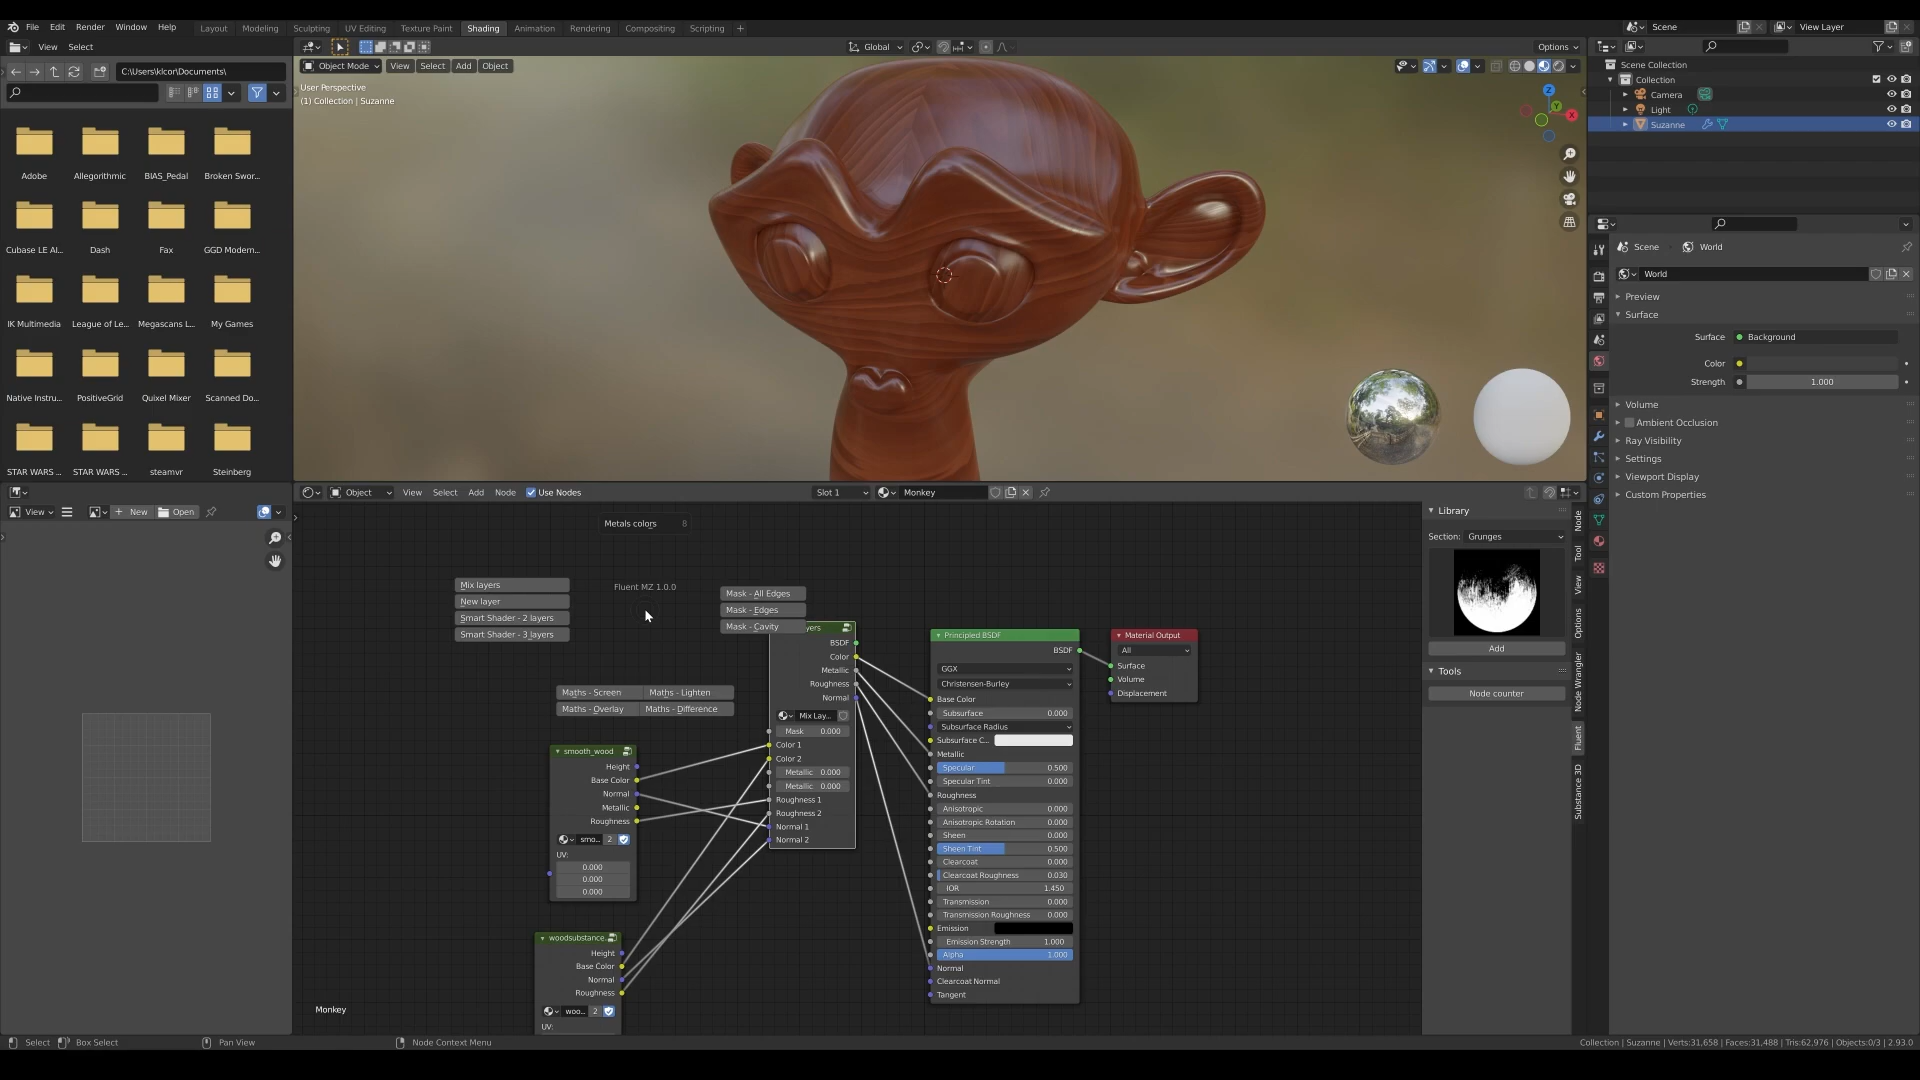 File Edit Render Window Help
Layout Modeling Sculpting UV Editing Texture Paint Shading Animation Rendering Compositing Scripting +
Scene
View Layer
View Select
Global
Options
C:\Users\klcor\Documents\
Object Mode View Select Add Object
User Perspective
(1) Collection | Suzanne
Z
Y
X
Adobe Allegorithmic BIAS_Pedal Broken Swor...
Cubase LE AI... Dash Fax GGD Modern...
IK Multimedia League of Le... Megascans L... My Games
Native Instru... PositiveGrid Quixel Mixer Scanned Do...
STAR WARS ... STAR WARS ... steamvr Steinberg
Scene Collection
Collection
Camera
Light
Suzanne
Scene World
World
Preview
Surface
Surface Background
Color
Strength 1.000
Volume
Ambient Occlusion
Ray Visibility
Settings
Viewport Display
Custom Properties
View New Open
Object View Select Add Node Use Nodes Slot 1 Monkey
Metals colors 8
Fluent MZ 1.0.0
Mix layers
New layer
Smart Shader - 2 layers
Smart Shader - 3 layers
Mask - All Edges
Mask - Edges
Mask - Cavity
Maths - Screen Maths - Lighten
Maths - Overlay Maths - Difference
yers
BSDF
Color
Metallic
Roughness
Normal
Mix Lay...
Mask 0.000
Color 1
Color 2
Metallic 0.000
Metallic 0.000
Roughness 1
Roughness 2
Normal 1
Normal 2
smooth_wood
Height
Base Color
Normal
Metallic
Roughness
smo... 2
UV:
0.000
0.000
0.000
woodsubstance.
Height
Base Color
Normal
Roughness
woo... 2
UV:
Principled BSDF
BSDF
GGX
Christensen-Burley
Base Color
Subsurface 0.000
Subsurface Radius
Subsurface C...
Metallic
Specular 0.500
Specular Tint 0.000
Roughness
Anisotropic 0.000
Anisotropic Rotation 0.000
Sheen 0.000
Sheen Tint 0.500
Clearcoat 0.000
Clearcoat Roughness 0.030
IOR 1.450
Transmission 0.000
Transmission Roughness 0.000
Emission
Emission Strength 1.000
Alpha 1.000
Normal
Clearcoat Normal
Tangent
Material Output
All
Surface
Volume
Displacement
Library
Section: Grunges
Add
Tools
Node counter
Node
Tool
View
Options
Node Wrangler
Fluent
Substance 3D
Monkey
Select Box Select Pan View Node Context Menu
Collection | Suzanne | Verts:31,658 | Faces:31,488 | Tris:62,976 | Objects:0/3 | 2.93.0